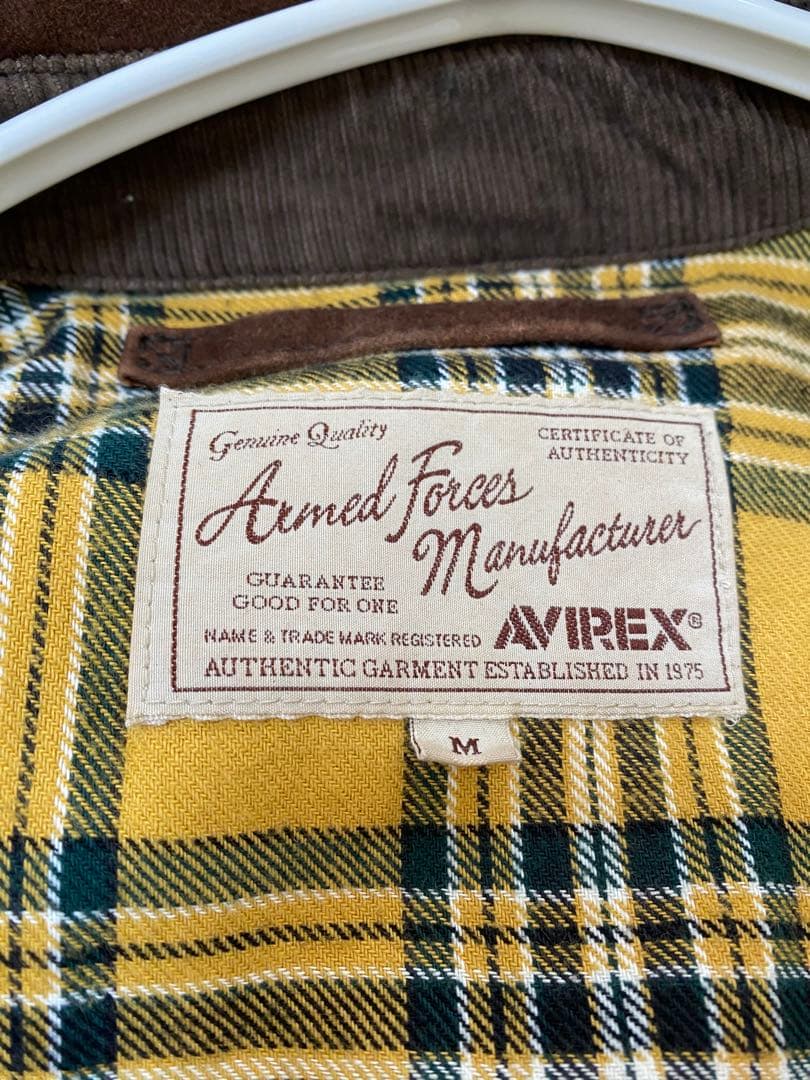 Genuine Quality
CERTIFICATE OF
AUTHENTICITY
Armed Forces
Manufacturer
GUARANTEE
GOOD FOR ONE
NAME & TRADE MARK REGISTERED
AVIREX®
AUTHENTIC GARMENT ESTABLISHED IN 1975
M